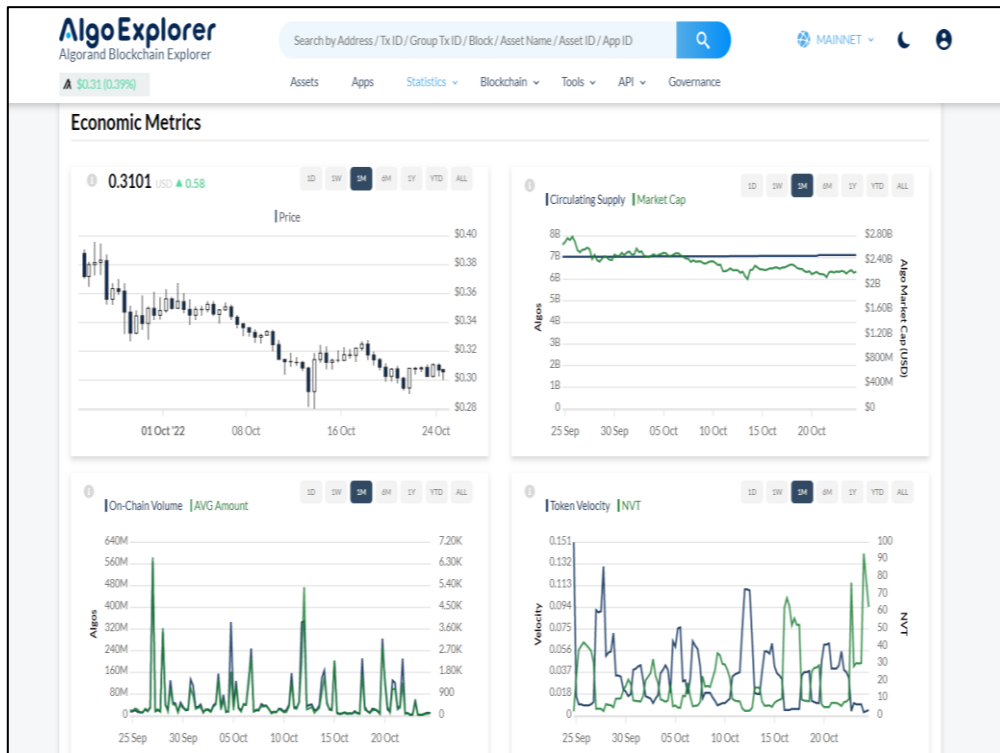 AlgoExplorer
Algorand Blockchain Explorer
Search by Address / Tx ID / Group Tx ID / Block / Asset Name / Asset ID / App ID
MAINNET
$0.31 (0.39%)
Assets Apps Statistics Blockchain Tools API Governance
Economic Metrics
0.3101 USD ▲ 0.58
1D 1W 1M 6M 1Y YTD ALL
Price
$0.40
$0.38
$0.36
$0.34
$0.32
$0.30
$0.28
01 Oct '22 08 Oct 16 Oct 24 Oct
1D 1W 1M 6M 1Y YTD ALL
Circulating Supply Market Cap
8B
7B
6B
5B
4B
3B
2B
1B
0
Algos
$2.80B
$2.40B
$2B
$1.60B
$1.20B
$800M
$400M
$0
Algo Market Cap (USD)
25 Sep 30 Sep 05 Oct 10 Oct 15 Oct 20 Oct
1D 1W 1M 6M 1Y YTD ALL
On-Chain Volume AVG Amount
640M
560M
480M
400M
320M
240M
160M
80M
0
Algos
7.20K
6.30K
5.40K
4.50K
3.60K
2.70K
1.80K
900
0
25 Sep 30 Sep 05 Oct 10 Oct 15 Oct 20 Oct
1D 1W 1M 6M 1Y YTD ALL
Token Velocity NVT
0.151
0.132
0.113
0.094
0.075
0.056
0.037
0.018
0
Velocity
100
90
80
70
60
50
40
30
20
10
0
NVT
25 Sep 30 Sep 05 Oct 10 Oct 15 Oct 20 Oct